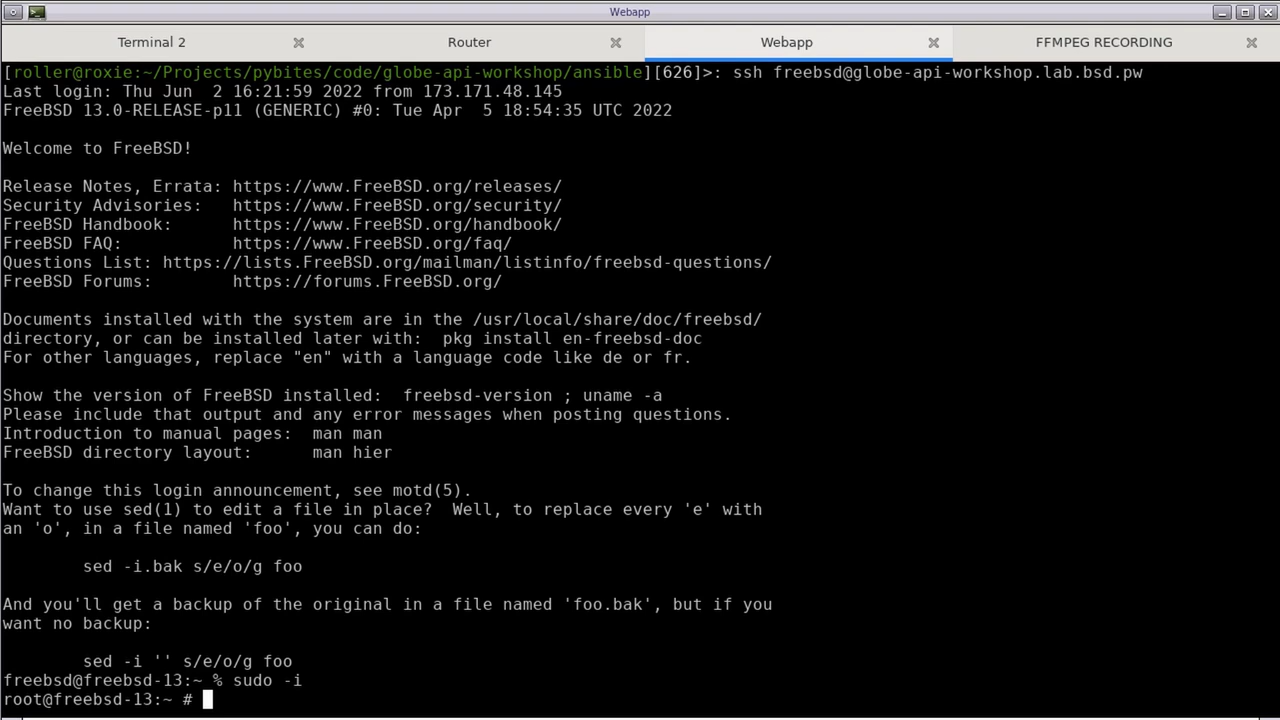 Webapp
Terminal 2
Router
Webapp
FFMPEG RECORDING
[roller@roxie:~/Projects/pybites/code/globe-api-workshop/ansible][626]>: ssh freebsd@globe-api-workshop.lab.bsd.pw
Last login: Thu Jun  2 16:21:59 2022 from 173.171.48.145
FreeBSD 13.0-RELEASE-p11 (GENERIC) #0: Tue Apr  5 18:54:35 UTC 2022
Welcome to FreeBSD!
Release Notes, Errata: https://www.FreeBSD.org/releases/
Security Advisories:   https://www.FreeBSD.org/security/
FreeBSD Handbook:      https://www.FreeBSD.org/handbook/
FreeBSD FAQ:           https://www.FreeBSD.org/faq/
Questions List: https://lists.FreeBSD.org/mailman/listinfo/freebsd-questions/
FreeBSD Forums:        https://forums.FreeBSD.org/
Documents installed with the system are in the /usr/local/share/doc/freebsd/
directory, or can be installed later with:  pkg install en-freebsd-doc
For other languages, replace "en" with a language code like de or fr.
Show the version of FreeBSD installed:  freebsd-version ; uname -a
Please include that output and any error messages when posting questions.
Introduction to manual pages:  man man
FreeBSD directory layout:      man hier
To change this login announcement, see motd(5).
Want to use sed(1) to edit a file in place?  Well, to replace every 'e' with
an 'o', in a file named 'foo', you can do:
sed -i.bak s/e/o/g foo
And you'll get a backup of the original in a file named 'foo.bak', but if you
want no backup:
sed -i '' s/e/o/g foo
freebsd@freebsd-13:~ % sudo -i
root@freebsd-13:~ #